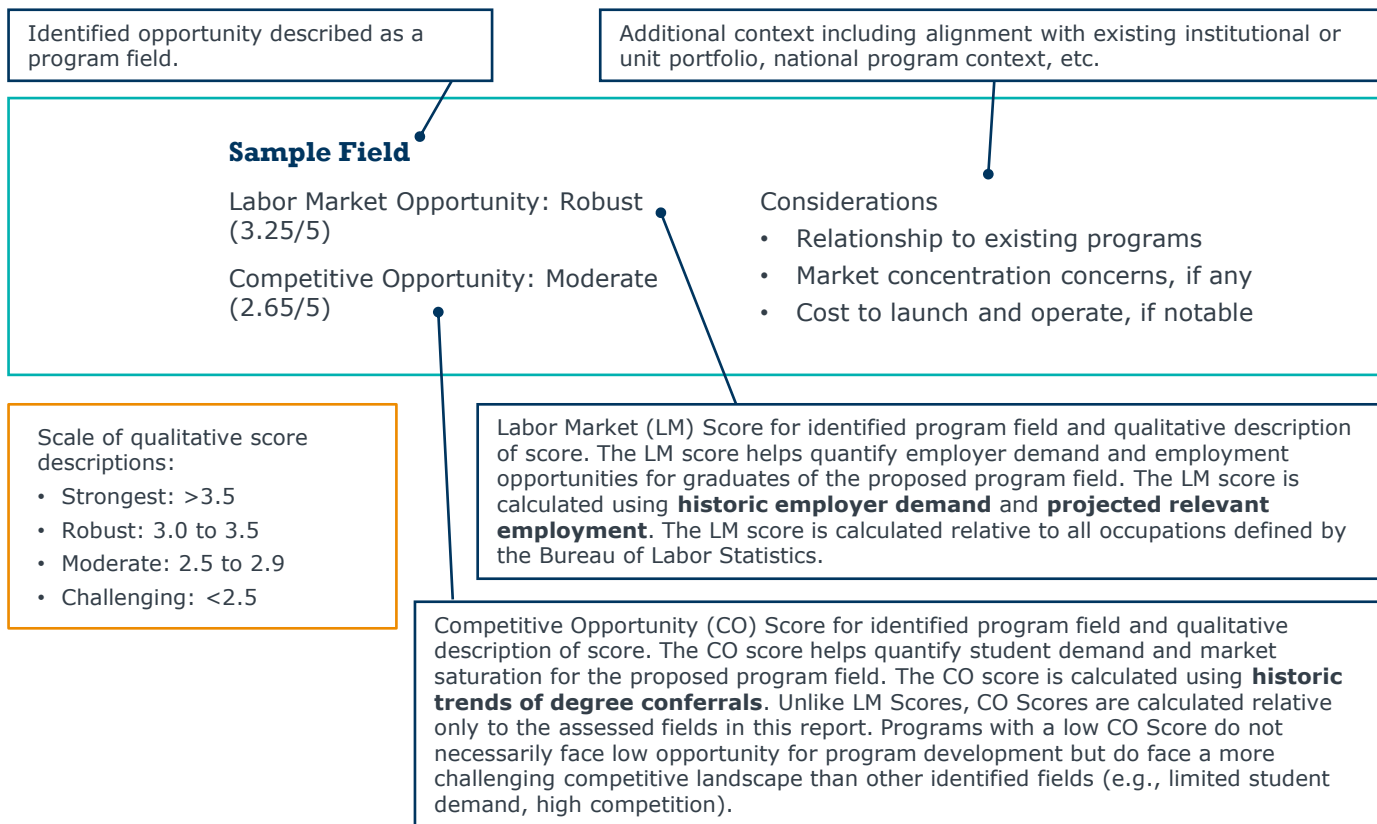 Identified opportunity described as a
program field.
Additional context including alignment with existing institutional or
unit portfolio, national program context, etc.
Sample Field
Labor Market Opportunity: Robust
(3.25/5)
Competitive Opportunity: Moderate
(2.65/5)
Considerations
• Relationship to existing programs
• Market concentration concerns, if any
• Cost to launch and operate, if notable
Scale of qualitative score
descriptions:
• Strongest: >3.5
• Robust: 3.0 to 3.5
• Moderate: 2.5 to 2.9
• Challenging: <2.5
Labor Market (LM) Score for identified program field and qualitative description
of score. The LM score helps quantify employer demand and employment
opportunities for graduates of the proposed program field. The LM score is
calculated using historic employer demand and projected relevant
employment. The LM score is calculated relative to all occupations defined by
the Bureau of Labor Statistics.
Competitive Opportunity (CO) Score for identified program field and qualitative
description of score. The CO score helps quantify student demand and market
saturation for the proposed program field. The CO score is calculated using historic
trends of degree conferrals. Unlike LM Scores, CO Scores are calculated relative
only to the assessed fields in this report. Programs with a low CO Score do not
necessarily face low opportunity for program development but do face a more
challenging competitive landscape than other identified fields (e.g., limited student
demand, high competition).